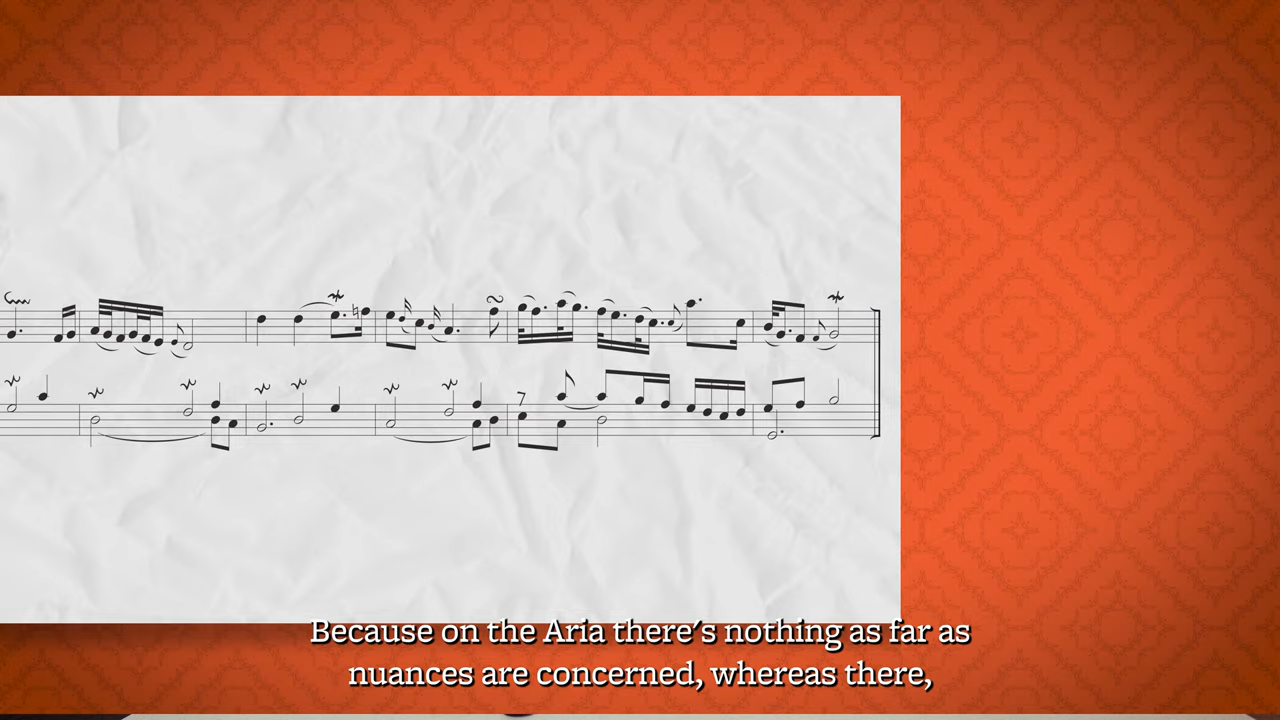 Because on the Aria there's nothing as far as
nuances are concerned, whereas there,